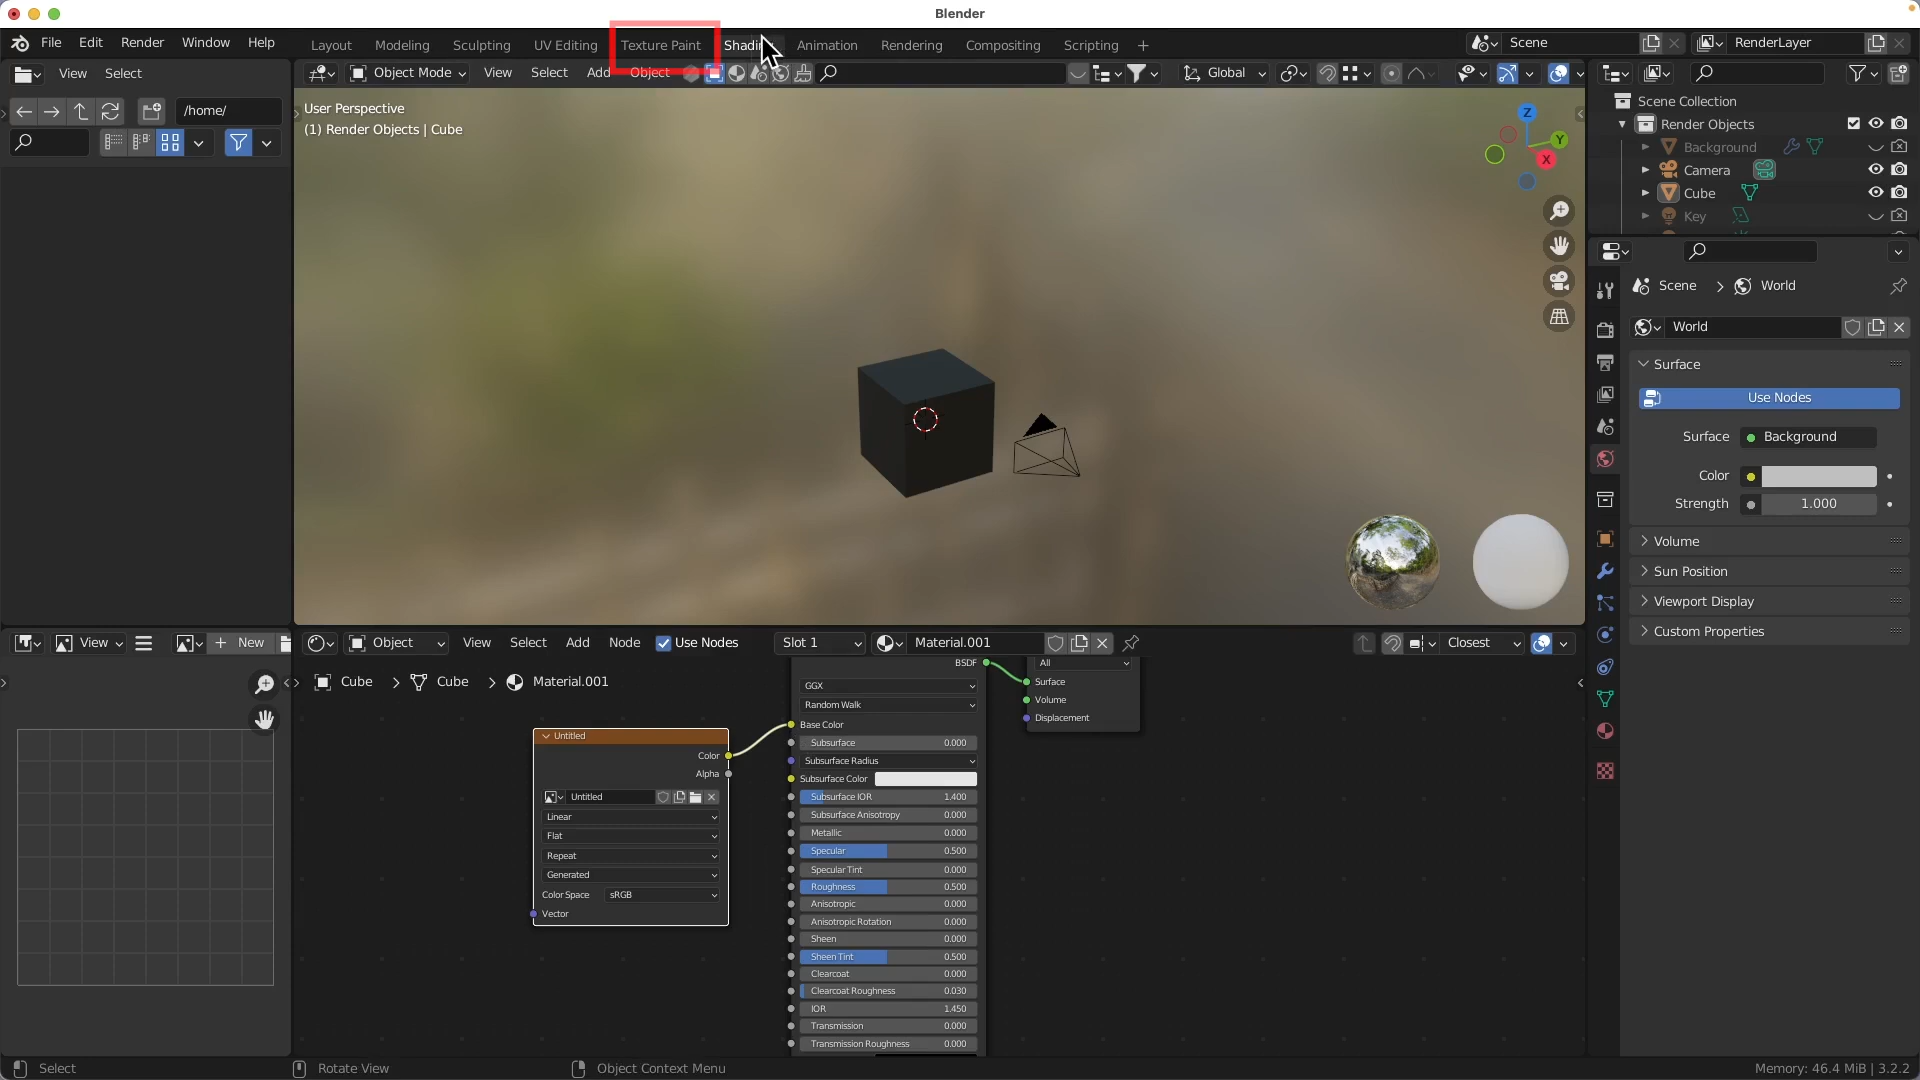 Blender
File Edit Render Window Help
Layout Modeling Sculpting UV Editing Texture Paint Shading Animation Rendering Compositing Scripting +
Scene
RenderLayer
View Select
/home/
Object Mode View Select Add Object
Global
User Perspective
(1) Render Objects | Cube
Z
Y
X
Scene Collection
Render Objects
Background
Camera
Cube
Key
Scene > World
World
Surface
Use Nodes
Surface Background
Color
Strength 1.000
Volume
Sun Position
Viewport Display
Custom Properties
View
+ New
Object View Select Add Node Use Nodes Slot 1 Material.001 Closest
Cube > Cube > Material.001
Untitled
Color
Alpha
Untitled
Linear
Flat
Repeat
Generated
Color Space sRGB
Vector
BSDF
GGX
Random Walk
Base Color
Subsurface 0.000
Subsurface Radius
Subsurface Color
Subsurface IOR 1.400
Subsurface Anisotropy 0.000
Metallic 0.000
Specular 0.500
Specular Tint 0.000
Roughness 0.500
Anisotropic 0.000
Anisotropic Rotation 0.000
Sheen 0.000
Sheen Tint 0.500
Clearcoat 0.000
Clearcoat Roughness 0.030
IOR 1.450
Transmission 0.000
Transmission Roughness 0.000
All
Surface
Volume
Displacement
Select
Rotate View
Object Context Menu
Memory: 46.4 MiB | 3.2.2